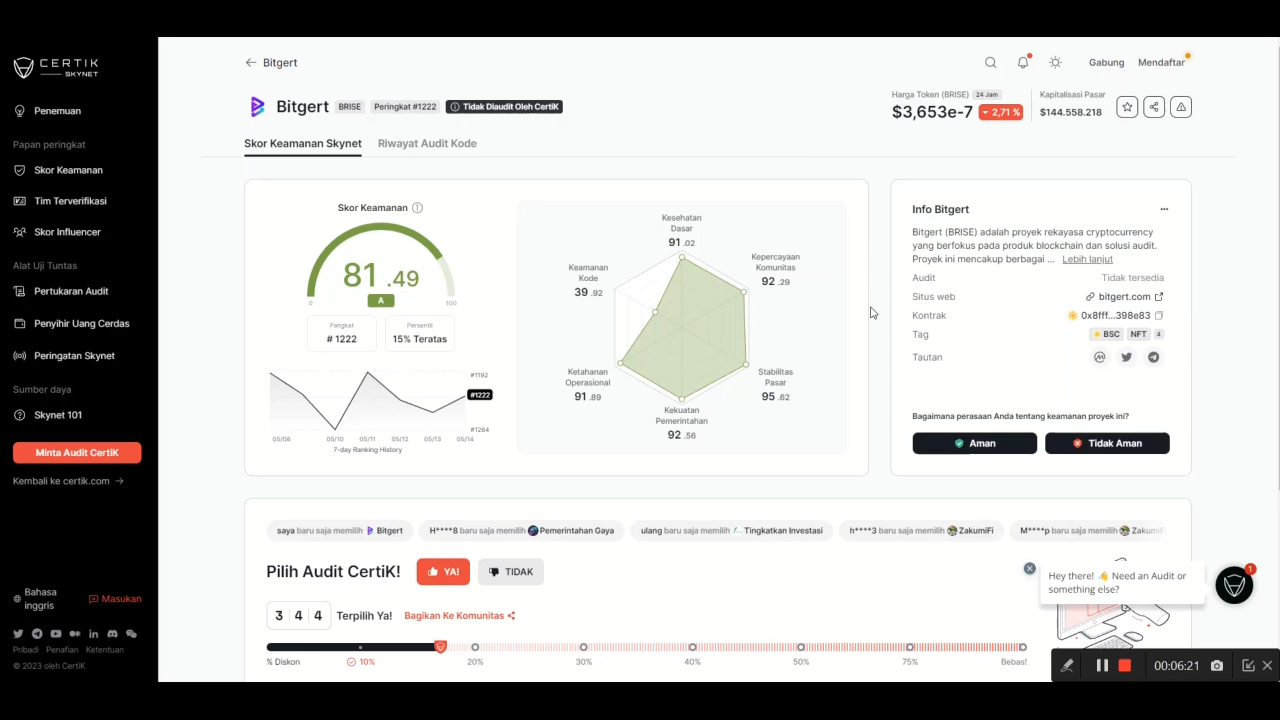 CERTIK
SKYNET
Penemuan
Papan peringkat
Skor Keamanan
Tim Terverifikasi
Skor Influencer
Alat Uji Tuntas
Pertukaran Audit
Penyihir Uang Cerdas
Peringatan Skynet
Sumber daya
Skynet 101
Minta Audit CertiK
Kembali ke certik.com →
Bahasa
inggris
Masukan
Pribadi Penafian Ketentuan
© 2023 oleh CertiK
← Bitgert
Gabung Mendaftar
Bitgert BRISE Peringkat #1222 Tidak Diaudit Oleh CertiK
Harga Token (BRISE) 24 Jam
$3,653e-7 2,71 %
Kapitalisasi Pasar
$144.558.218
Skor Keamanan Skynet Riwayat Audit Kode
Skor Keamanan
81 .49
A
0 100
Pangkat
# 1222
Persentil
15% Teratas
#1192
#1222
#1264
05/08 05/10 05/11 05/12 05/13 05/14
7-day Ranking History
Kesehatan
Dasar
91 .02
Kepercayaan
Komunitas
92 .29
Keamanan
Kode
39 .92
Ketahanan
Operasional
91 .89
Stabilitas
Pasar
95 .62
Kekuatan
Pemerintahan
92 .56
Info Bitgert
Bitgert (BRISE) adalah proyek rekayasa cryptocurrency
yang berfokus pada produk blockchain dan solusi audit.
Proyek ini mencakup berbagai ... Lebih lanjut
Audit Tidak tersedia
Situs web bitgert.com
Kontrak 0x8fff...398e83
Tag BSC NFT 4
Tautan
Bagaimana perasaan Anda tentang keamanan proyek ini?
Aman Tidak Aman
saya baru saja memilih Bitgert H****8 baru saja memilih Pemerintahan Gaya ulang baru saja memilih Tingkatkan Investasi h****3 baru saja memilih ZakumiFi M****p baru saja memilih ZakumiFi
Pilih Audit CertiK! YA! TIDAK
3 4 4 Terpilih Ya! Bagikan Ke Komunitas
% Diskon 10% 20% 30% 40% 50% 75% Bebas!
Hey there! 👋 Need an Audit or
something else?
1
00:06:21